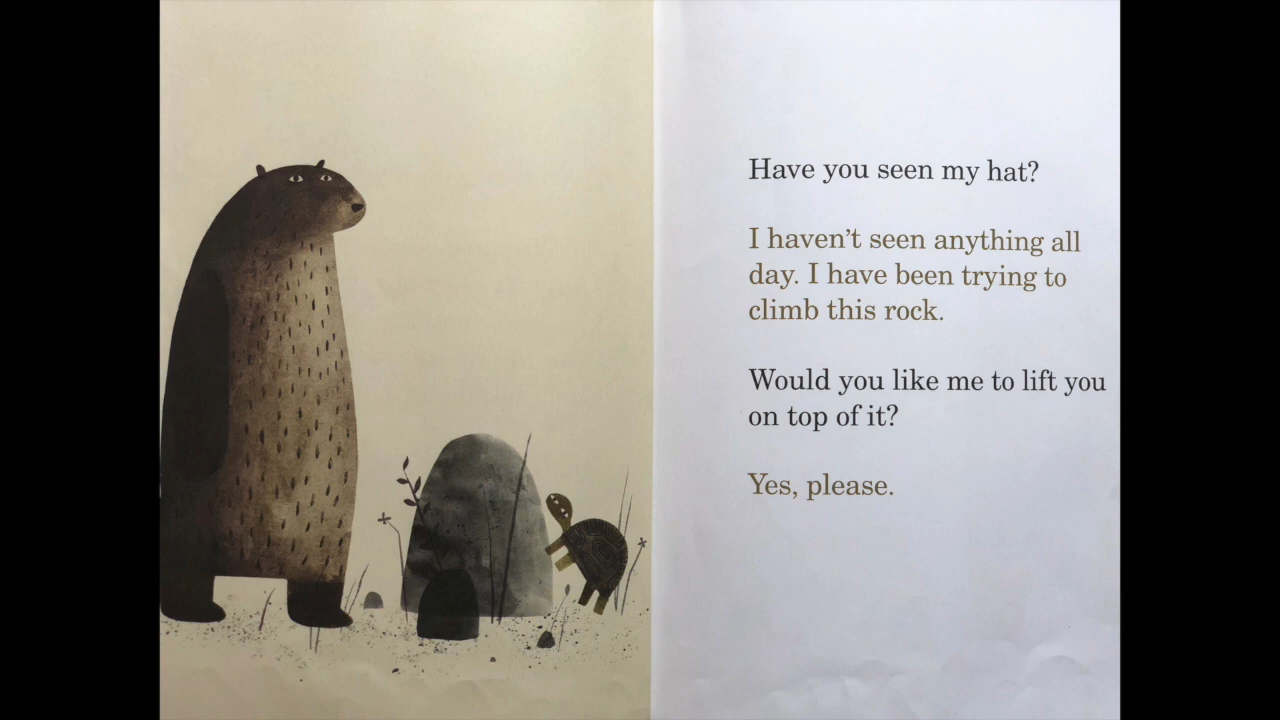 Have you seen my hat?
I haven’t seen anything all
day. I have been trying to
climb this rock.
Would you like me to lift you
on top of it?
Yes, please.